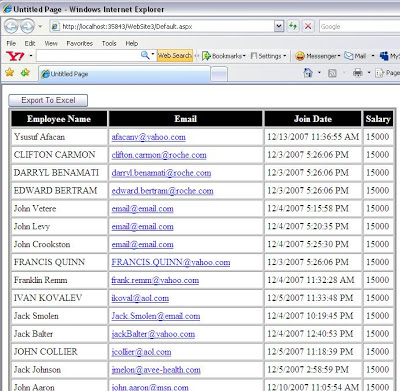 Untitled Page - Windows Internet Explorer
http://localhost:35843/WebSite3/Default.aspx
Google
File Edit View Favorites Tools Help
Y! Web Search Bookmarks Settings Messenger Mail My
Untitled Page Page
Export To Excel
Employee Name Email Join Date Salary
Ysusuf Afacan afacany@yahoo.com 12/13/2007 11:36:55 AM 15000
CLIFTON CARMON clifton.carmon@roche.com 12/3/2007 5:26:06 PM 15000
DARRYL BENAMATI darryl.benamati@roche.com 12/3/2007 5:26:06 PM 15000
EDWARD BERTRAM edward.bertram@roche.com 12/3/2007 5:26:06 PM 15000
John Vetere email@email.com 12/4/2007 5:15:58 PM 15000
John Levy email@email.com 12/4/2007 5:20:35 PM 15000
John Crookston email@email.com 12/4/2007 5:25:30 PM 15000
FRANCIS QUINN FRANCIS.QUINN@yahoo.com 12/3/2007 5:26:06 PM 15000
Franklin Remm frank.remm@yahoo.com 12/4/2007 11:32:28 AM 15000
IVAN KOVALEV ikoval@aol.com 12/5/2007 11:33:48 PM 15000
Jack Smolen Jack.Smolen@email.com 12/4/2007 10:19:45 PM 15000
Jack Balter jackBalter@yahoo.com 12/4/2007 12:40:53 PM 15000
JOHN COLLIER jcollier@aol.com 12/5/2007 11:18:39 PM 15000
Jack Johnson jmelon@avee-health.com 12/5/2007 2:58:59 PM 15000
John Aaron john.aaron@msn.com 12/10/2007 11:05:54 AM 15000